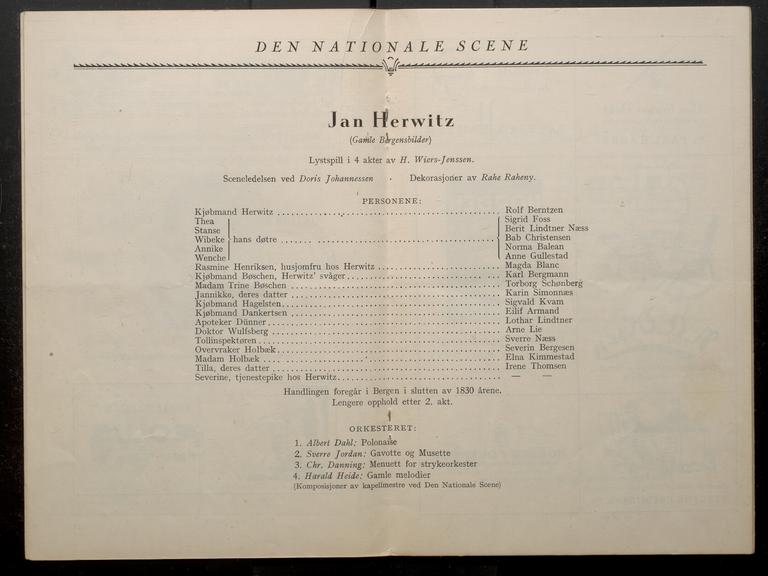 DEN NATIONALE SCENE
Jan Herwitz
(Gamle Bergensbilder)
Lystspill i 4 akter av H. Wiers-Jenssen.
Sceneledelsen ved Doris Johannessen · Dekorasjoner av Rahe Raheny.
PERSONENE:
Kjøbmand Herwitz ........ Rolf Berntzen
Thea Sigrid Foss
Stanse Berit Lindtner Næss
Wibeke hans døtre ........ Bab Christensen
Annike Norma Balean
Wenche Anne Gullestad
Rasmine Henriksen, husjomfru hos Herwitz ........ Magda Blanc
Kjøbmand Bøschen, Herwitz' svåger ........ Karl Bergmann
Madam Trine Bøschen ........ Torborg Schønberg
Jannikke, deres datter ........ Karin Simonnæs
Kjøbmand Hagelsten ........ Sigvald Kvam
Kjøbmand Dankertsen ........ Eilif Armand
Apoteker Dünner ........ Lothar Lindtner
Doktor Wulfsberg ........ Arne Lie
Tollinspektøren ........ Sverre Næss
Overvraker Holbæk ........ Severin Bergesen
Madam Holbæk ........ Elna Kimmestad
Tilla, deres datter ........ Irene Thomsen
Severine, tjenestepike hos Herwitz ........ — —
Handlingen foregår i Bergen i slutten av 1830 årene.
Lengere opphold etter 2. akt.
ORKESTERET:
1. Albert Dahl: Polonaise
2. Sverre Jordan: Gavotte og Musette
3. Chr. Danning: Menuett for strykeorkester
4. Harald Heide: Gamle melodier
(Komposisjoner av kapellmestre ved Den Nationale Scene)